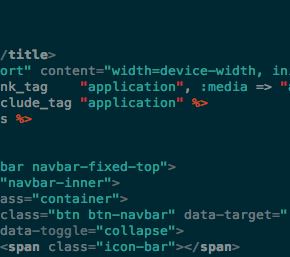 /title>
ort" content="width=device-width, in
nk_tag    "application", :media => "a
clude_tag "application" %>
s %>
bar navbar-fixed-top">
"navbar-inner">
ass="container">
class="btn btn-navbar" data-target="
data-toggle="collapse">
<span class="icon-bar"></span>